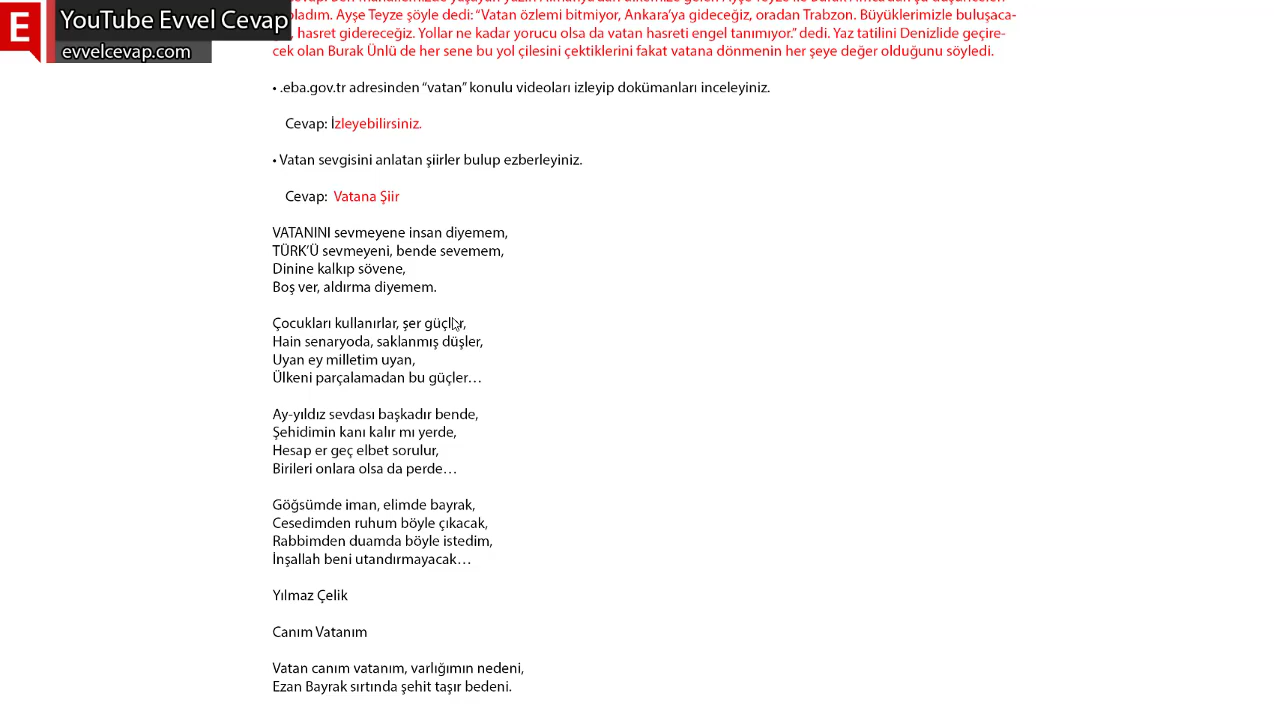 E YouTube Evvel Cevap
evvelcevap.com
pladım. Ayşe Teyze şöyle dedi: “Vatan özlemi bitmiyor, Ankara’ya gideceğiz, oradan Trabzon. Büyüklerimizle buluşaca-
, hasret gidereceğiz. Yollar ne kadar yorucu olsa da vatan hasreti engel tanımıyor.” dedi. Yaz tatilini Denizlide geçire-
cek olan Burak Ünlü de her sene bu yol çilesini çektiklerini fakat vatana dönmenin her şeye değer olduğunu söyledi.
• .eba.gov.tr adresinden “vatan” konulu videoları izleyip dokümanları inceleyiniz.
Cevap: İzleyebilirsiniz.
• Vatan sevgisini anlatan şiirler bulup ezberleyiniz.
Cevap: Vatana Şiir
VATANINI sevmeyene insan diyemem,
TÜRK’Ü sevmeyeni, bende sevemem,
Dinine kalkıp sövene,
Boş ver, aldırma diyemem.
Çocukları kullanırlar, şer güçler,
Hain senaryoda, saklanmış düşler,
Uyan ey milletim uyan,
Ülkeni parçalamadan bu güçler…
Ay-yıldız sevdası başkadır bende,
Şehidimin kanı kalır mı yerde,
Hesap er geç elbet sorulur,
Birileri onlara olsa da perde…
Göğsümde iman, elimde bayrak,
Cesedimden ruhum böyle çıkacak,
Rabbimden duamda böyle istedim,
İnşallah beni utandırmayacak…
Yılmaz Çelik
Canım Vatanım
Vatan canım vatanım, varlığımın nedeni,
Ezan Bayrak sırtında şehit taşır bedeni.